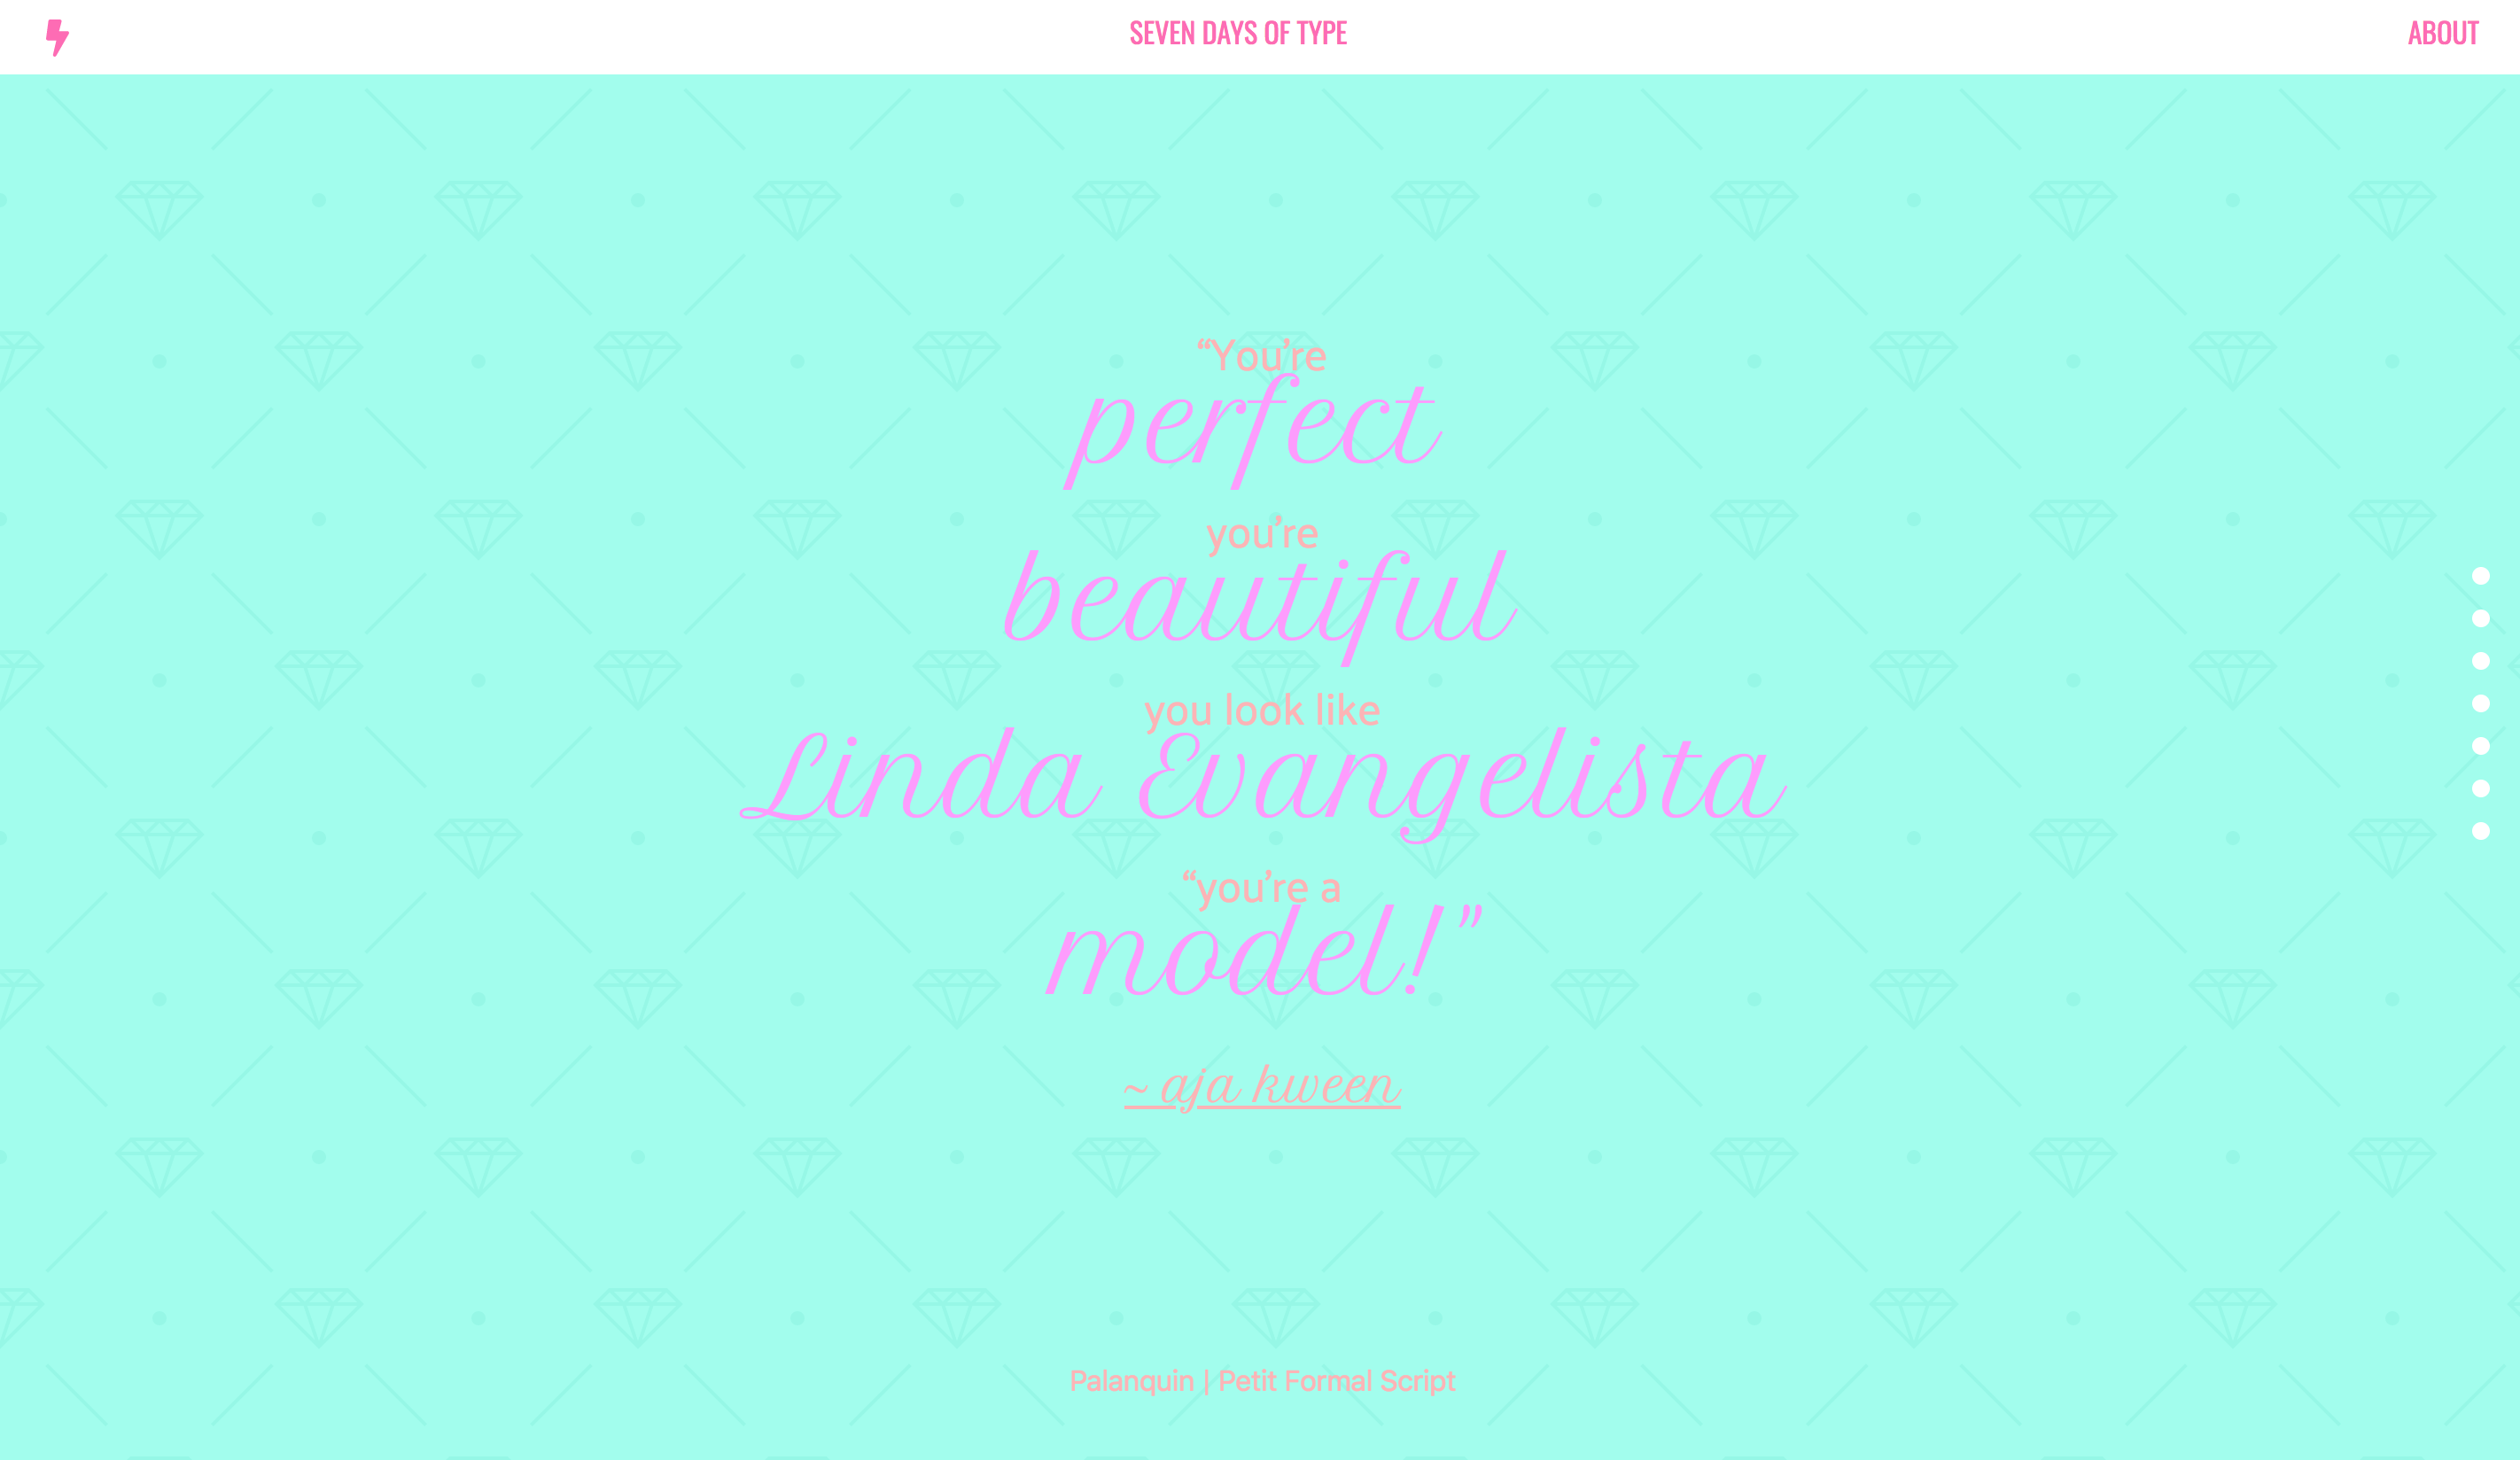 SEVEN DAYS OF TYPE
ABOUT
“You’re
perfect
you’re
beautiful
you look like
Linda Evangelista
“you’re a
model!”
~ aja kween
Palanquin | Petit Formal Script